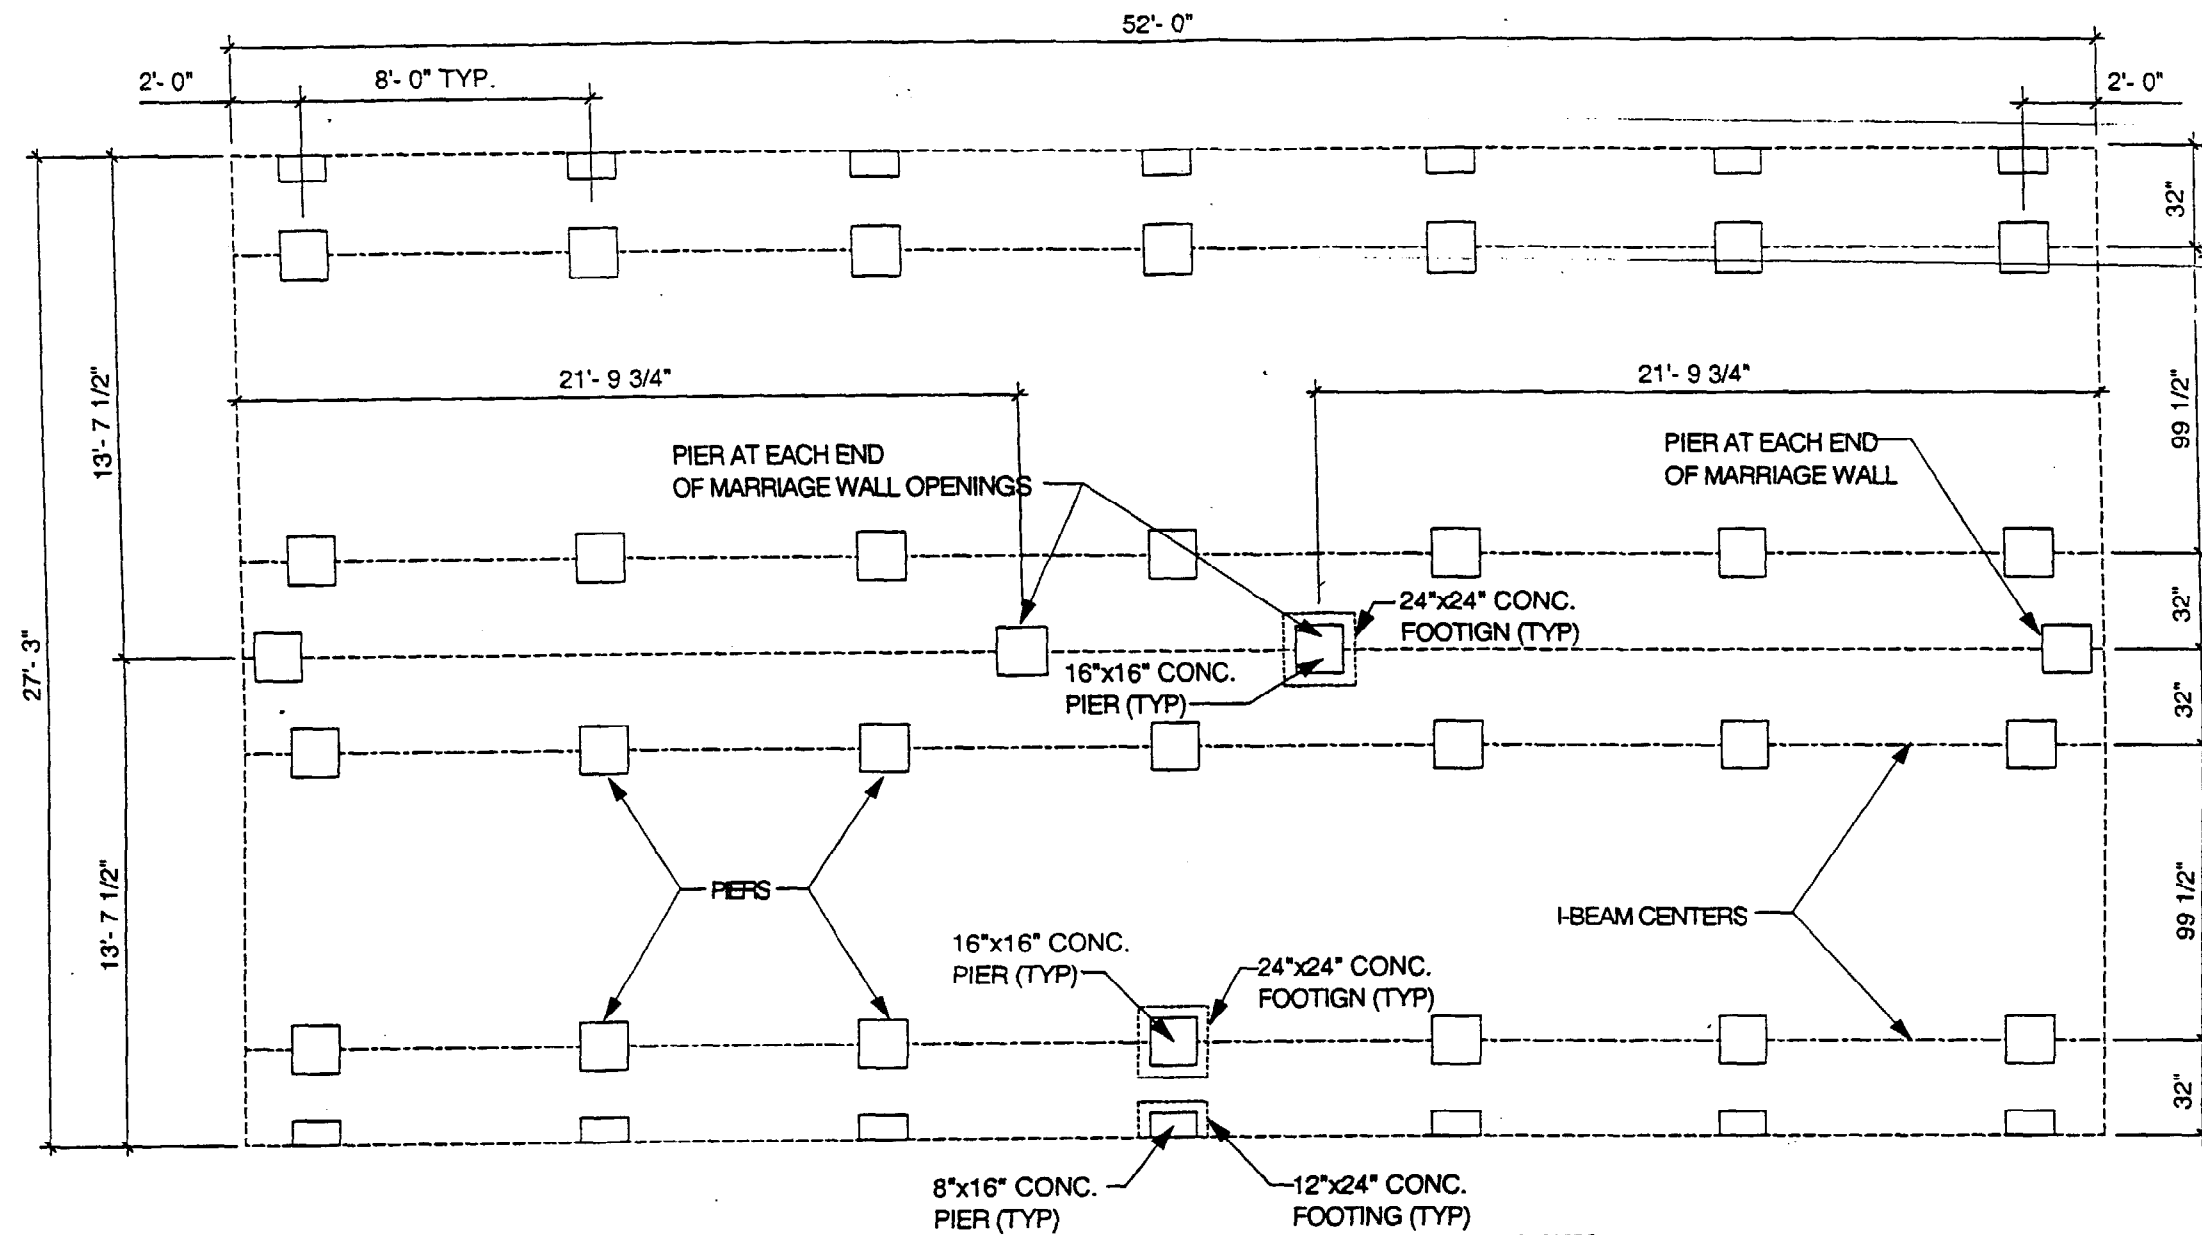 52'- 0"
2'- 0"
8'- 0" TYP.
2'- 0"
32"
21'- 9 3/4"
21'- 9 3/4"
13'- 7 1/2"
99 1/2"
PIER AT EACH END
OF MARRIAGE WALL OPENINGS
PIER AT EACH END
OF MARRIAGE WALL
24"x24" CONC.
FOOTIGN (TYP)
32"
27'- 3"
16"x16" CONC.
PIER (TYP)
32"
PIERS
13'- 7 1/2"
I-BEAM CENTERS
99 1/2"
16"x16" CONC.
PIER (TYP)
24"x24" CONC.
FOOTIGN (TYP)
32"
8"x16" CONC.
PIER (TYP)
12"x24" CONC.
FOOTING (TYP)